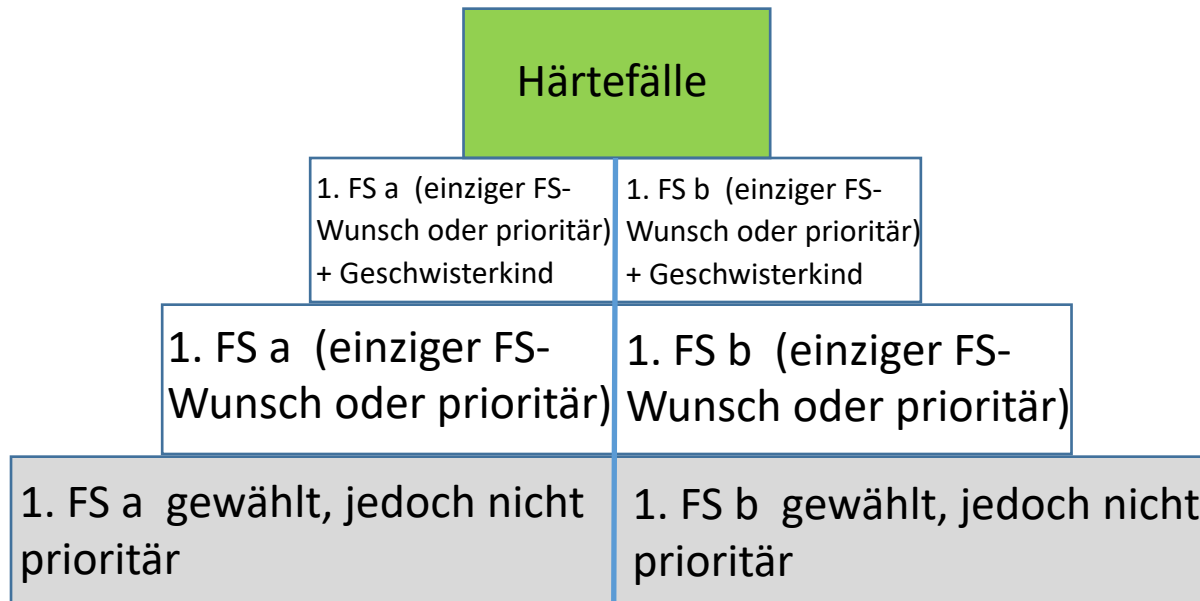 Härtefälle
1. FS a (einziger FS-
Wunsch oder prioritär)
+ Geschwisterkind
1. FS b (einziger FS-
Wunsch oder prioritär)
+ Geschwisterkind
1. FS a (einziger FS-
Wunsch oder prioritär)
1. FS b (einziger FS-
Wunsch oder prioritär)
1. FS a gewählt, jedoch nicht
prioritär
1. FS b gewählt, jedoch nicht
prioritär